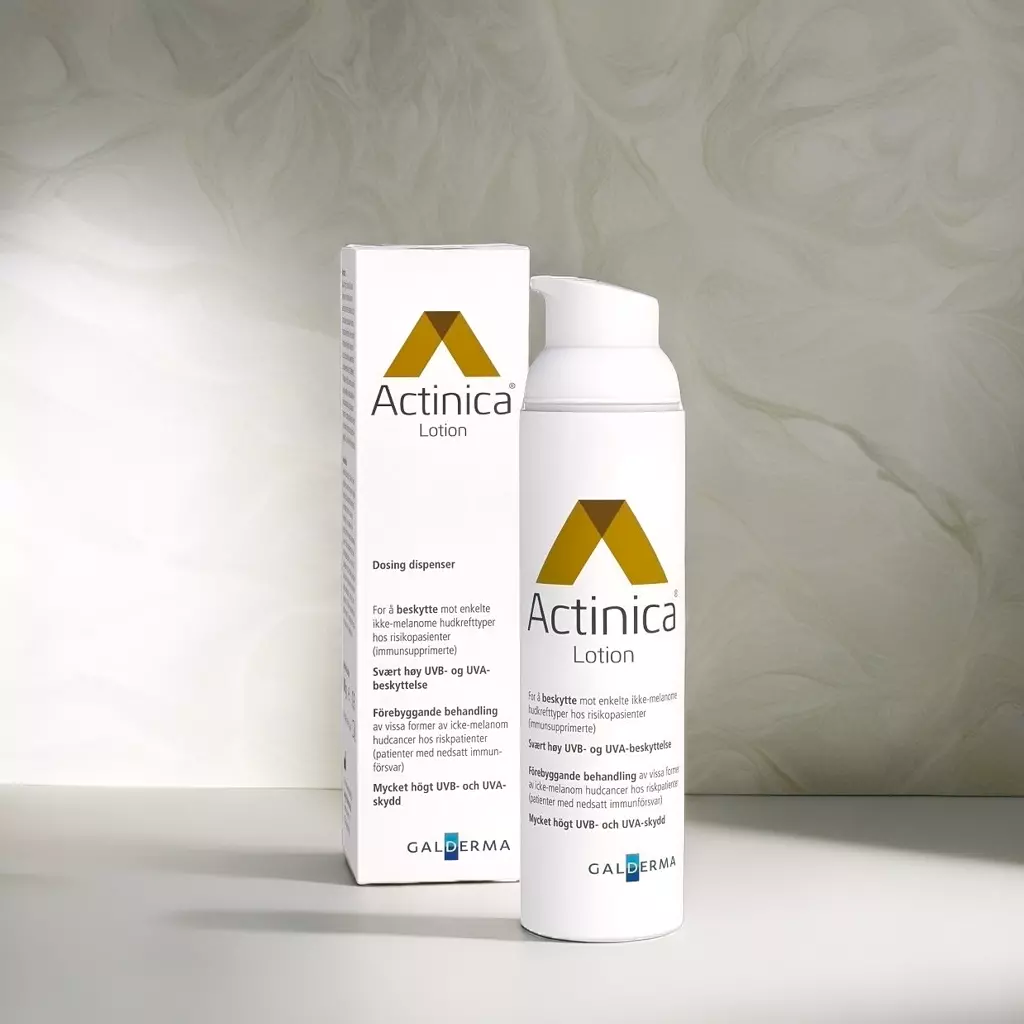 Actinica®
Lotion
Dosing dispenser
For å beskytte mot enkelte
ikke-melanome hudkrefttyper
hos risikopasienter
(immunsupprimerte)
Svært høy UVB- og UVA-
beskyttelse
Förebyggande behandling
av vissa former av icke-melanom
hudcancer hos riskpatienter
(patienter med nedsatt immun-
försvar)
Mycket högt UVB- och UVA-
skydd
GALDERMA
Actinica®
Lotion
For å beskytte mot enkelte ikke-melanome
hudkrefttyper hos risikopasienter
(immunsupprimerte)
Svært høy UVB- og UVA-beskyttelse
Förebyggande behandling av vissa former
av icke-melanom hudcancer hos riskpatienter
(patienter med nedsatt immunförsvar)
Mycket högt UVB- och UVA-skydd
GALDERMA